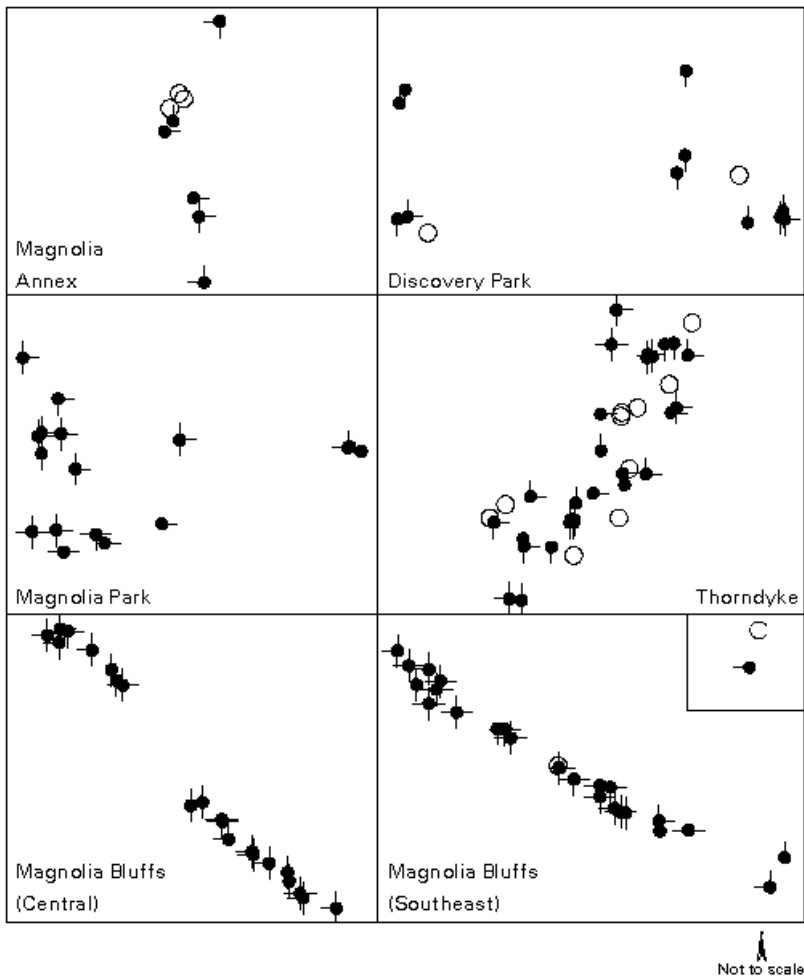 Magnolia
Annex
Discovery Park
Magnolia Park
Thorndyke
Magnolia Bluffs
(Central)
Magnolia Bluffs
(Southeast)
Not to scale